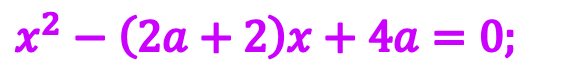 x² − (2a + 2)x + 4a = 0;